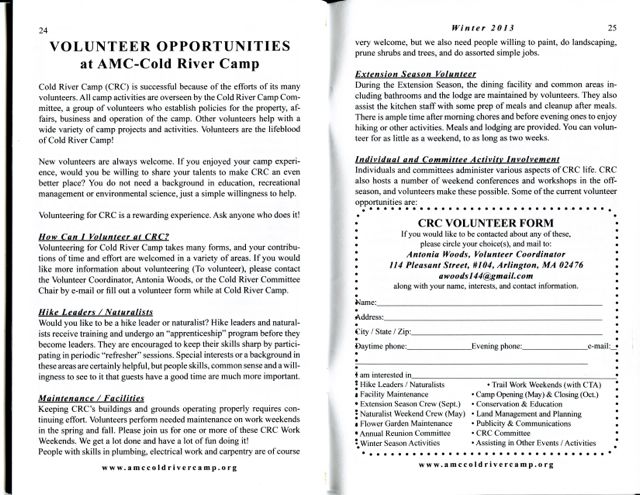 24
VOLUNTEER OPPORTUNITIES
at AMC-Cold River Camp
Cold River Camp (CRC) is successful because of the efforts of its many
volunteers. All camp activities are overseen by the Cold River Camp Com-
mittee, a group of volunteers who establish policies for the property, af-
fairs, business and operation of the camp. Other volunteers help with a
wide variety of camp projects and activities. Volunteers are the lifeblood
of Cold River Camp!
New volunteers are always welcome. If you enjoyed your camp experi-
ence, would you be willing to share your talents to make CRC an even
better place? You do not need a background in education, recreational
management or environmental science, just a simple willingness to help.
Volunteering for CRC is a rewarding experience. Ask anyone who does it!
How Can I Volunteer at CRC?
Volunteering for Cold River Camp takes many forms, and your contribu-
tions of time and effort are welcomed in a variety of areas. If you would
like more information about volunteering (To volunteer), please contact
the Volunteer Coordinator, Antonia Woods, or the Cold River Committee
Chair by e-mail or fill out a volunteer form while at Cold River Camp.
Hike Leaders / Naturalists
Would you like to be a hike leader or naturalist? Hike leaders and natural-
ists receive training and undergo an "apprenticeship" program before they
become leaders. They are encouraged to keep their skills sharp by partici-
pating in periodic "refresher" sessions. Special interests or a background in
these areas are certainly helpful, but people skills, common sense and a will-
ingness to see to it that guests have a good time are much more important.
Maintenance / Facilities
Keeping CRC's buildings and grounds operating properly requires con-
tinuing effort. Volunteers perform needed maintenance on work weekends
in the spring and fall. Please join us for one or more of these CRC Work
Weekends. We get a lot done and have a lot of fun doing it!
People with skills in plumbing, electrical work and carpentry are of course
www.amccoldrivercamp.org
Winter 2013 25
very welcome, but we also need people willing to paint, do landscaping,
prune shrubs and trees, and do assorted simple jobs.
Extension Season Volunteer
During the Extension Season, the dining facility and common areas in-
cluding bathrooms and the lodge are maintained by volunteers. They also
assist the kitchen staff with some prep of meals and cleanup after meals.
There is ample time after morning chores and before evening ones to enjoy
hiking or other activities. Meals and lodging are provided. You can volun-
teer for as little as a weekend, to as long as two weeks.
Individual and Committee Activity Involvement
Individuals and committees administer various aspects of CRC life. CRC
also hosts a number of weekend conferences and workshops in the off-
season, and volunteers make these possible. Some of the current volunteer
opportunities are:
CRC VOLUNTEER FORM
If you would like to be contacted about any of these,
please circle your choice(s), and mail to:
Antonia Woods, Volunteer Coordinator
114 Pleasant Street, #104, Arlington, MA 02476
awoods144@gmail.com
along with your name, interests, and contact information.
Name:
Address:
City / State / Zip:
Daytime phone: Evening phone: e-mail:
I am interested in
• Hike Leaders / Naturalists • Trail Work Weekends (with CTA)
• Facility Maintenance • Camp Opening (May) & Closing (Oct.)
• Extension Season Crew (Sept.) • Conservation & Education
• Naturalist Weekend Crew (May) • Land Management and Planning
• Flower Garden Maintenance • Publicity & Communications
• Annual Reunion Committee • CRC Committee
• Winter Season Activities • Assisting in Other Events / Activities
www.amccoldrivercamp.org